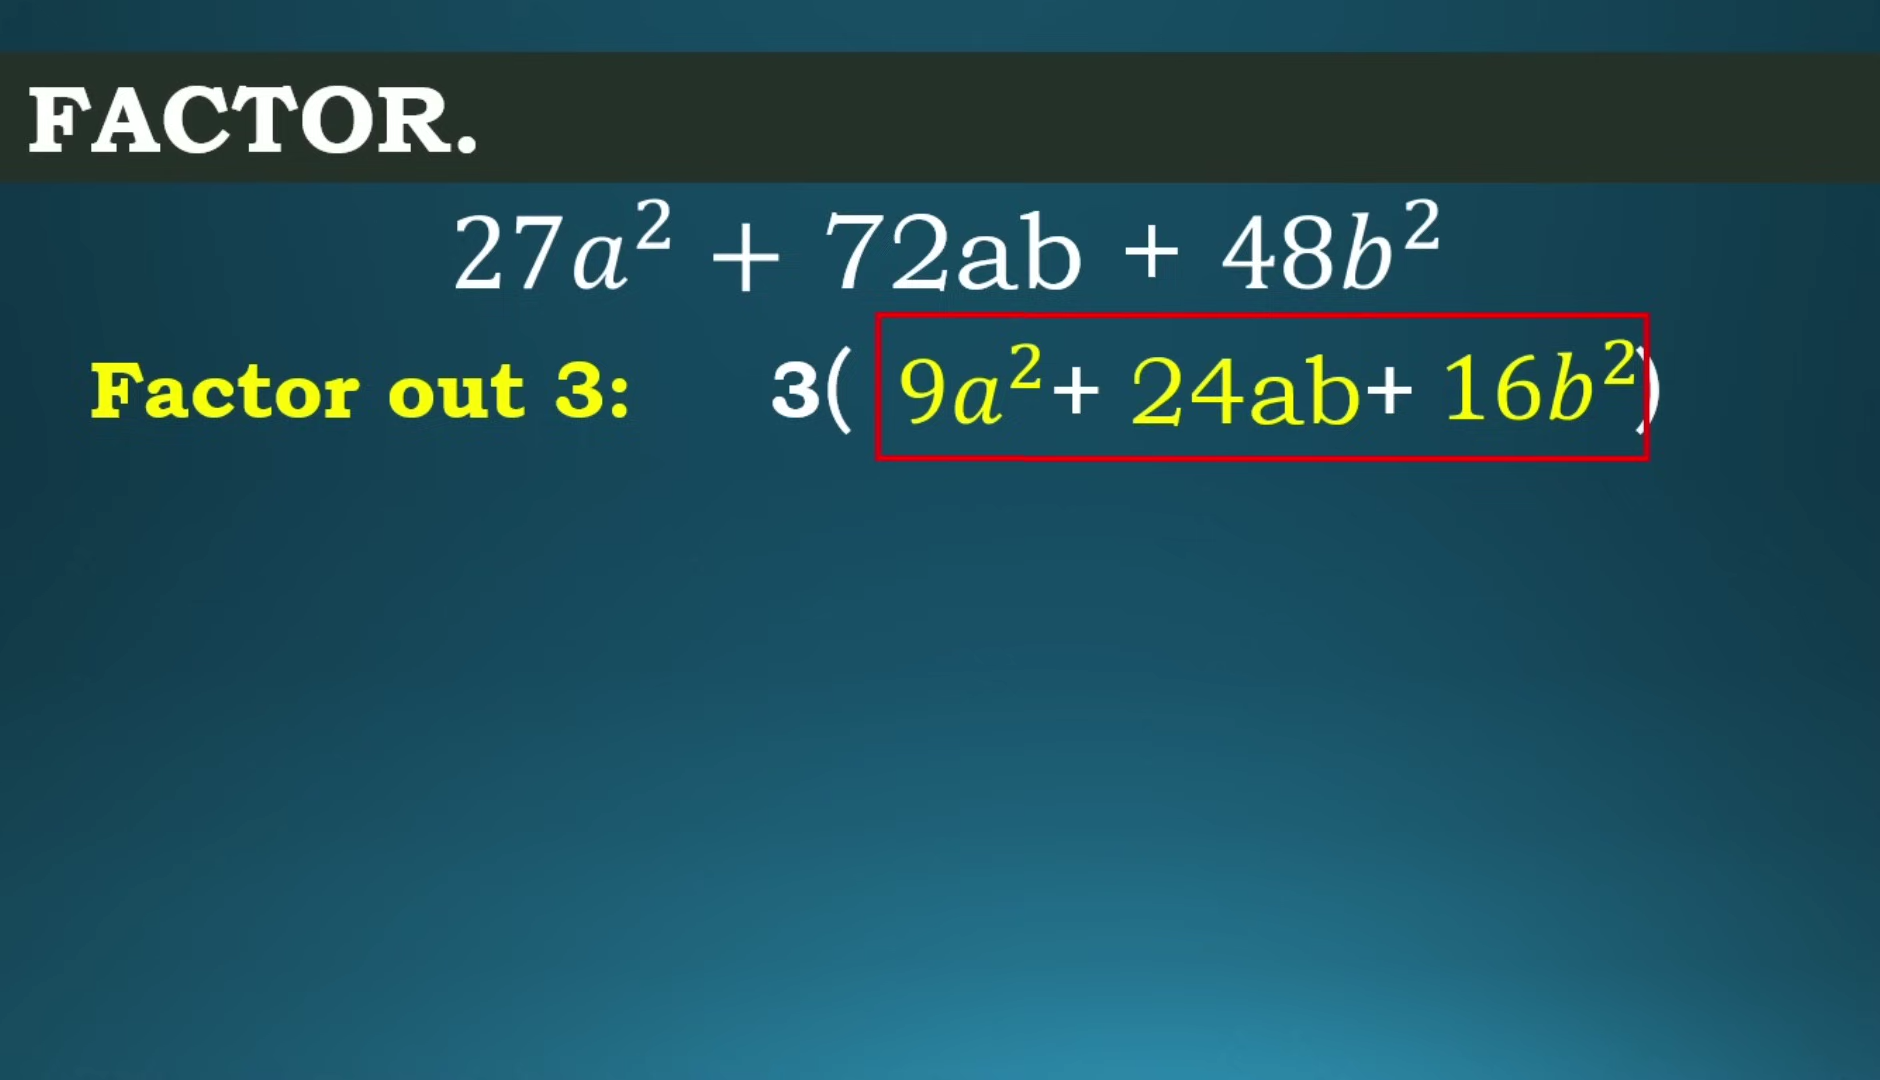 FACTOR.
27a² + 72ab + 48b²
Factor out 3: 3( 9a²+ 24ab+ 16b²)